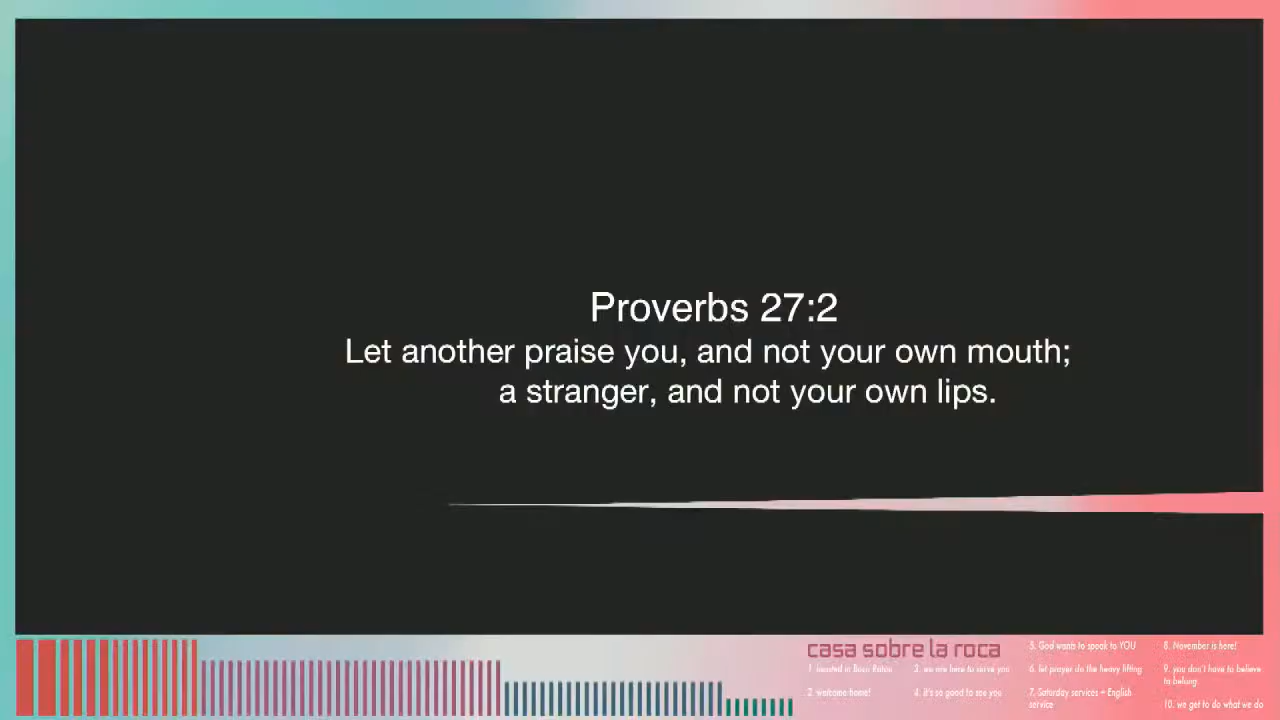 Proverbs 27:2
Let another praise you, and not your own mouth;
a stranger, and not your own lips.
casa sobre la roca
1. located in Boca Raton
2. welcome home!
3. we are here to serve you
4. it's so good to see you
5. God wants to speak to YOU
6. let prayer do the heavy lifting
7. Saturday services + English
service
8. November is here!
9. you don't have to believe
to belong.
10. we get to do what we do